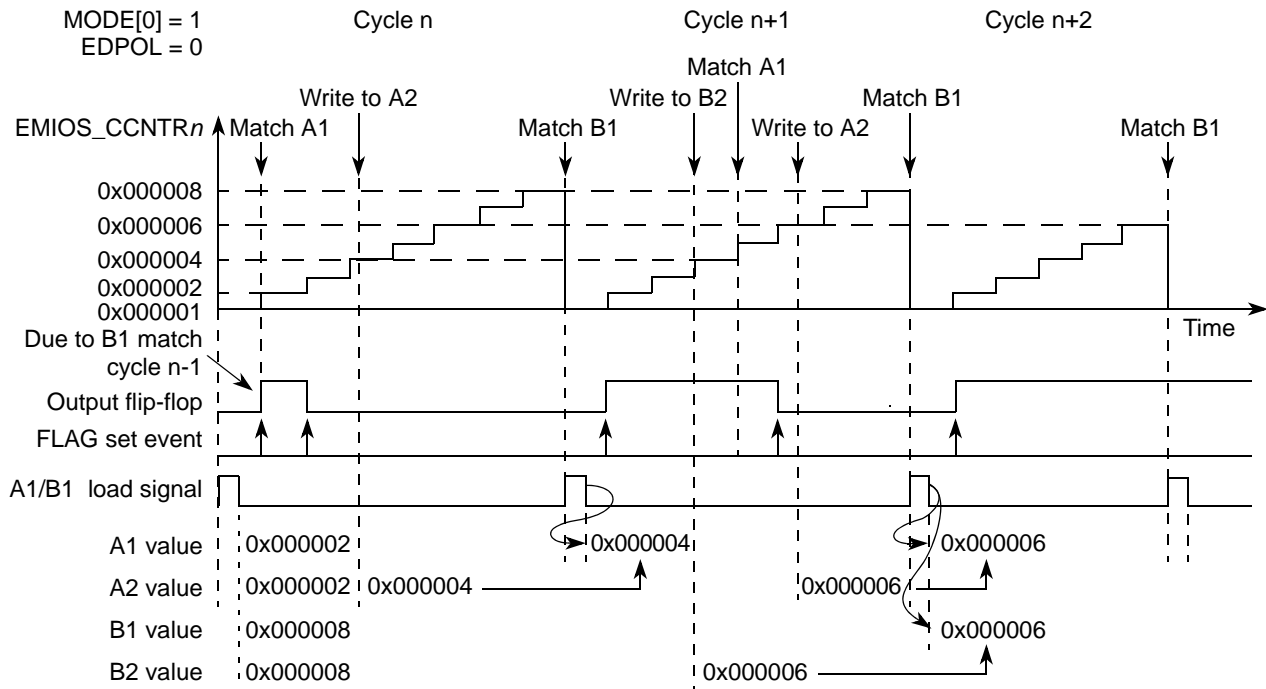 MODE[0] = 1
EDPOL = 0
Cycle n
Cycle n+1
Cycle n+2
Match A1
Write to A2
Write to B2
Match B1
EMIOS_CCNTRn
Match A1
Match B1
Write to A2
Match B1
0x000008
0x000006
0x000004
0x000002
0x000001
Time
Due to B1 match
cycle n-1
Output flip-flop
FLAG set event
A1/B1 load signal
A1 value
0x000002
0x000004
0x000006
A2 value
0x000002
0x000004
0x000006
B1 value
0x000008
0x000006
B2 value
0x000008
0x000006